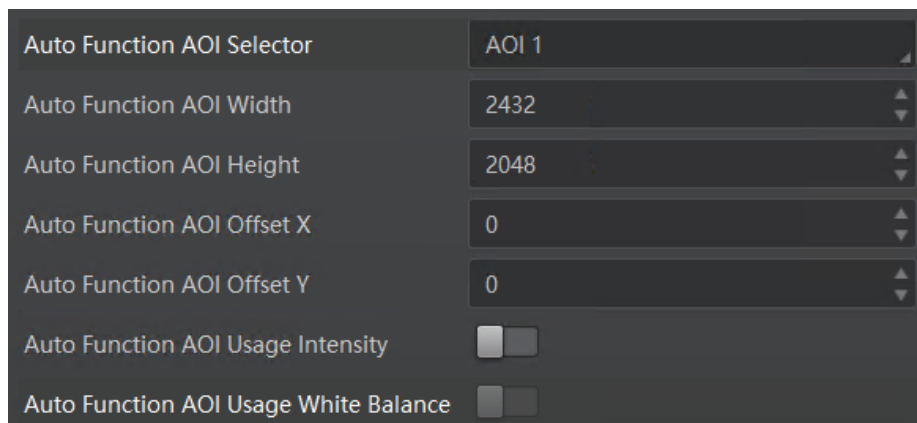 Auto Function AOI Selector AOI 1
Auto Function AOI Width 2432
Auto Function AOI Height 2048
Auto Function AOI Offset X 0
Auto Function AOI Offset Y 0
Auto Function AOI Usage Intensity
Auto Function AOI Usage White Balance